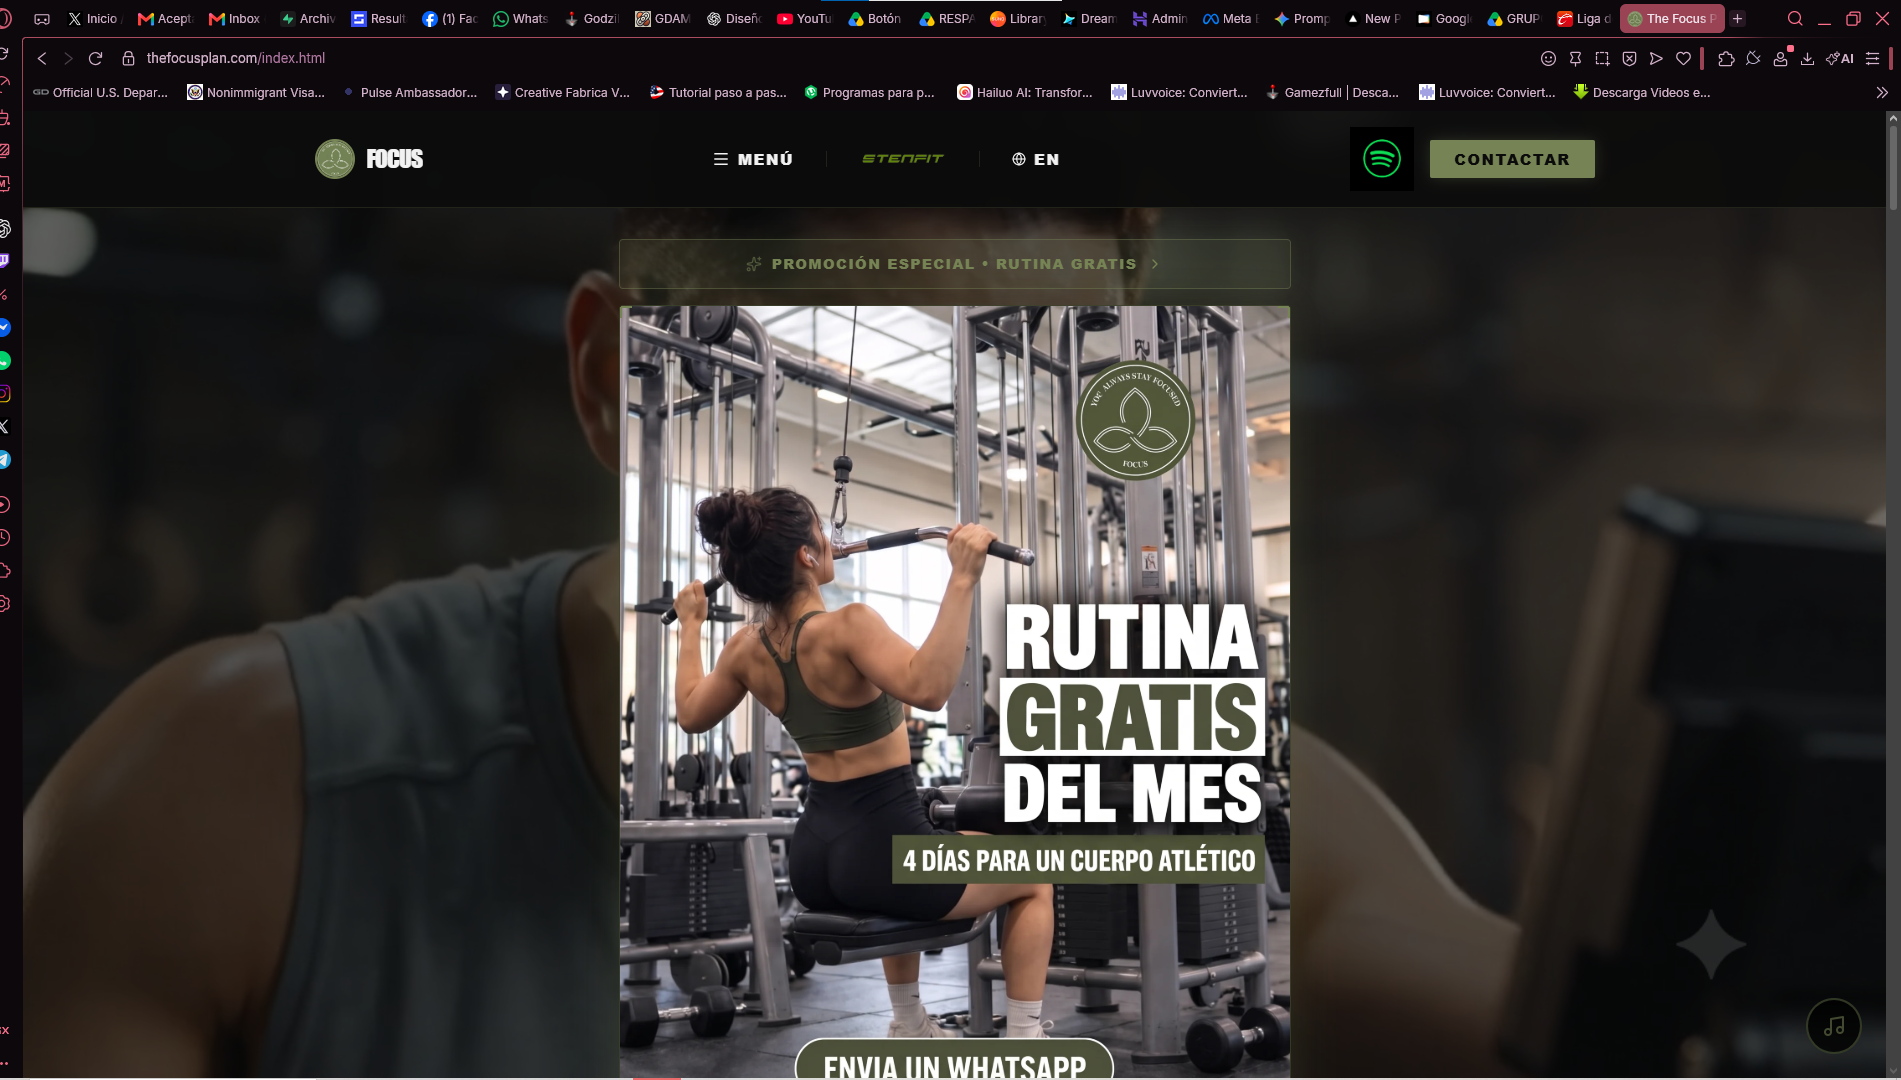 Inicio
Acept
Inbox
Archiv
Result
(1) Fac
Whats
Godzil
GDAM
Diseño
YouTu
Botón
RESPA
Library
Dream
Admin
Meta
Promp
New P
Google
GRUP
Liga d
The Focus P
thefocusplan.com/index.html
AI
Official U.S. Depar...
Nonimmigrant Visa...
Pulse Ambassador...
Creative Fabrica V...
Tutorial paso a pas...
Programas para p...
Hailuo AI: Transfor...
Luvvoice: Conviert...
Gamezfull | Desca...
Luvvoice: Conviert...
Descarga Videos e...
FOCUS
MENÚ
STENFIT
EN
CONTACTAR
PROMOCIÓN ESPECIAL • RUTINA GRATIS
YOU ALWAYS STAY FOCUSED
FOCUS
RUTINA
GRATIS
DEL MES
4 DÍAS PARA UN CUERPO ATLÉTICO
ENVIA UN WHATSAPP